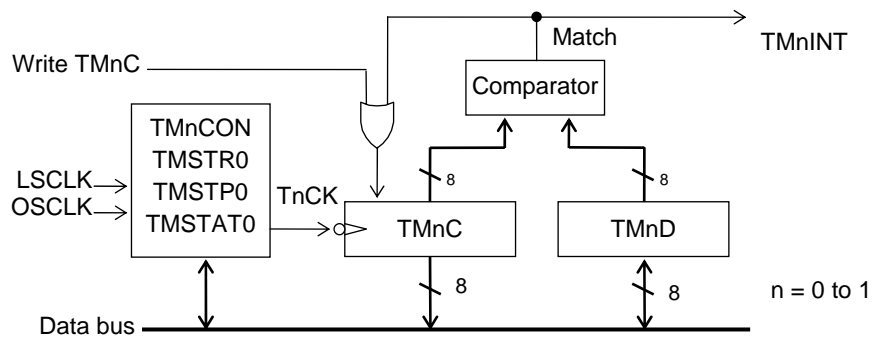 Match
TMnINT
Write TMnC
Comparator
TMnCON
TMSTR0
TMSTP0
TMSTAT0
LSCLK
OSCLK
TnCK
8
8
TMnC
TMnD
8
8
n = 0 to 1
Data bus